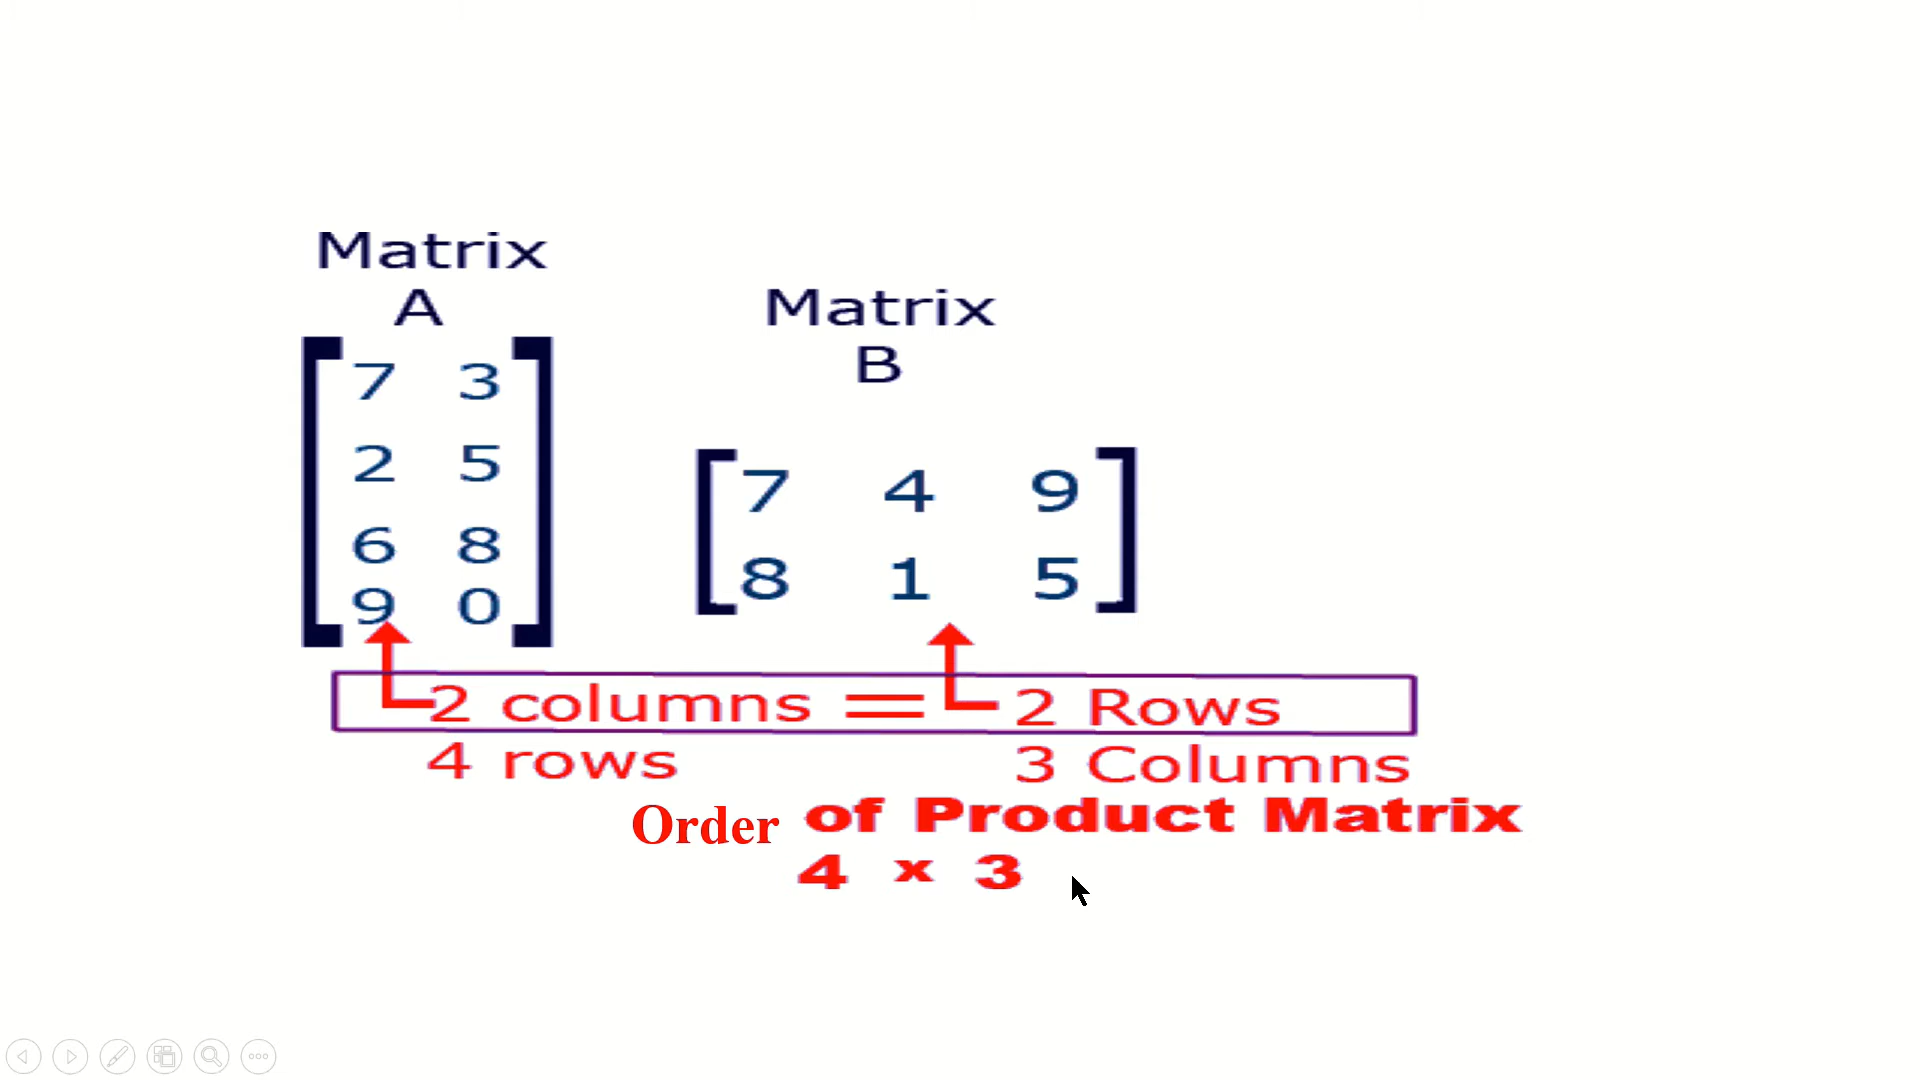 Matrix
A
7 3
2 5
6 8
9 0
Matrix
B
7 4 9
8 1 5
2 columns = 2 Rows
4 rows 3 Columns
Order of Product Matrix
4 x 3